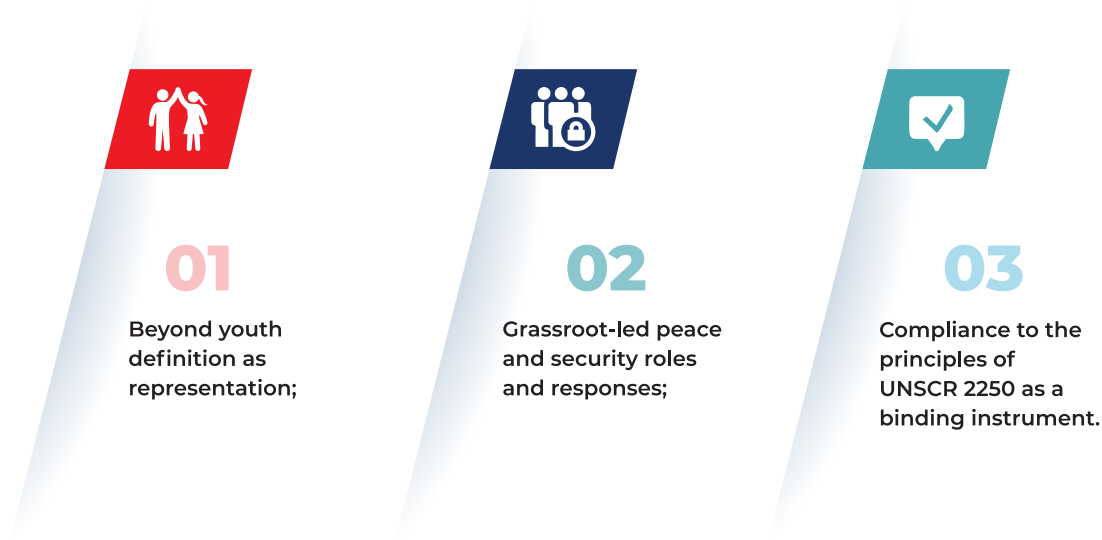 01
Beyond youth
definition as
representation;
02
Grassroot-led peace
and security roles
and responses;
03
Compliance to the
principles of
UNSCR 2250 as a
binding instrument.